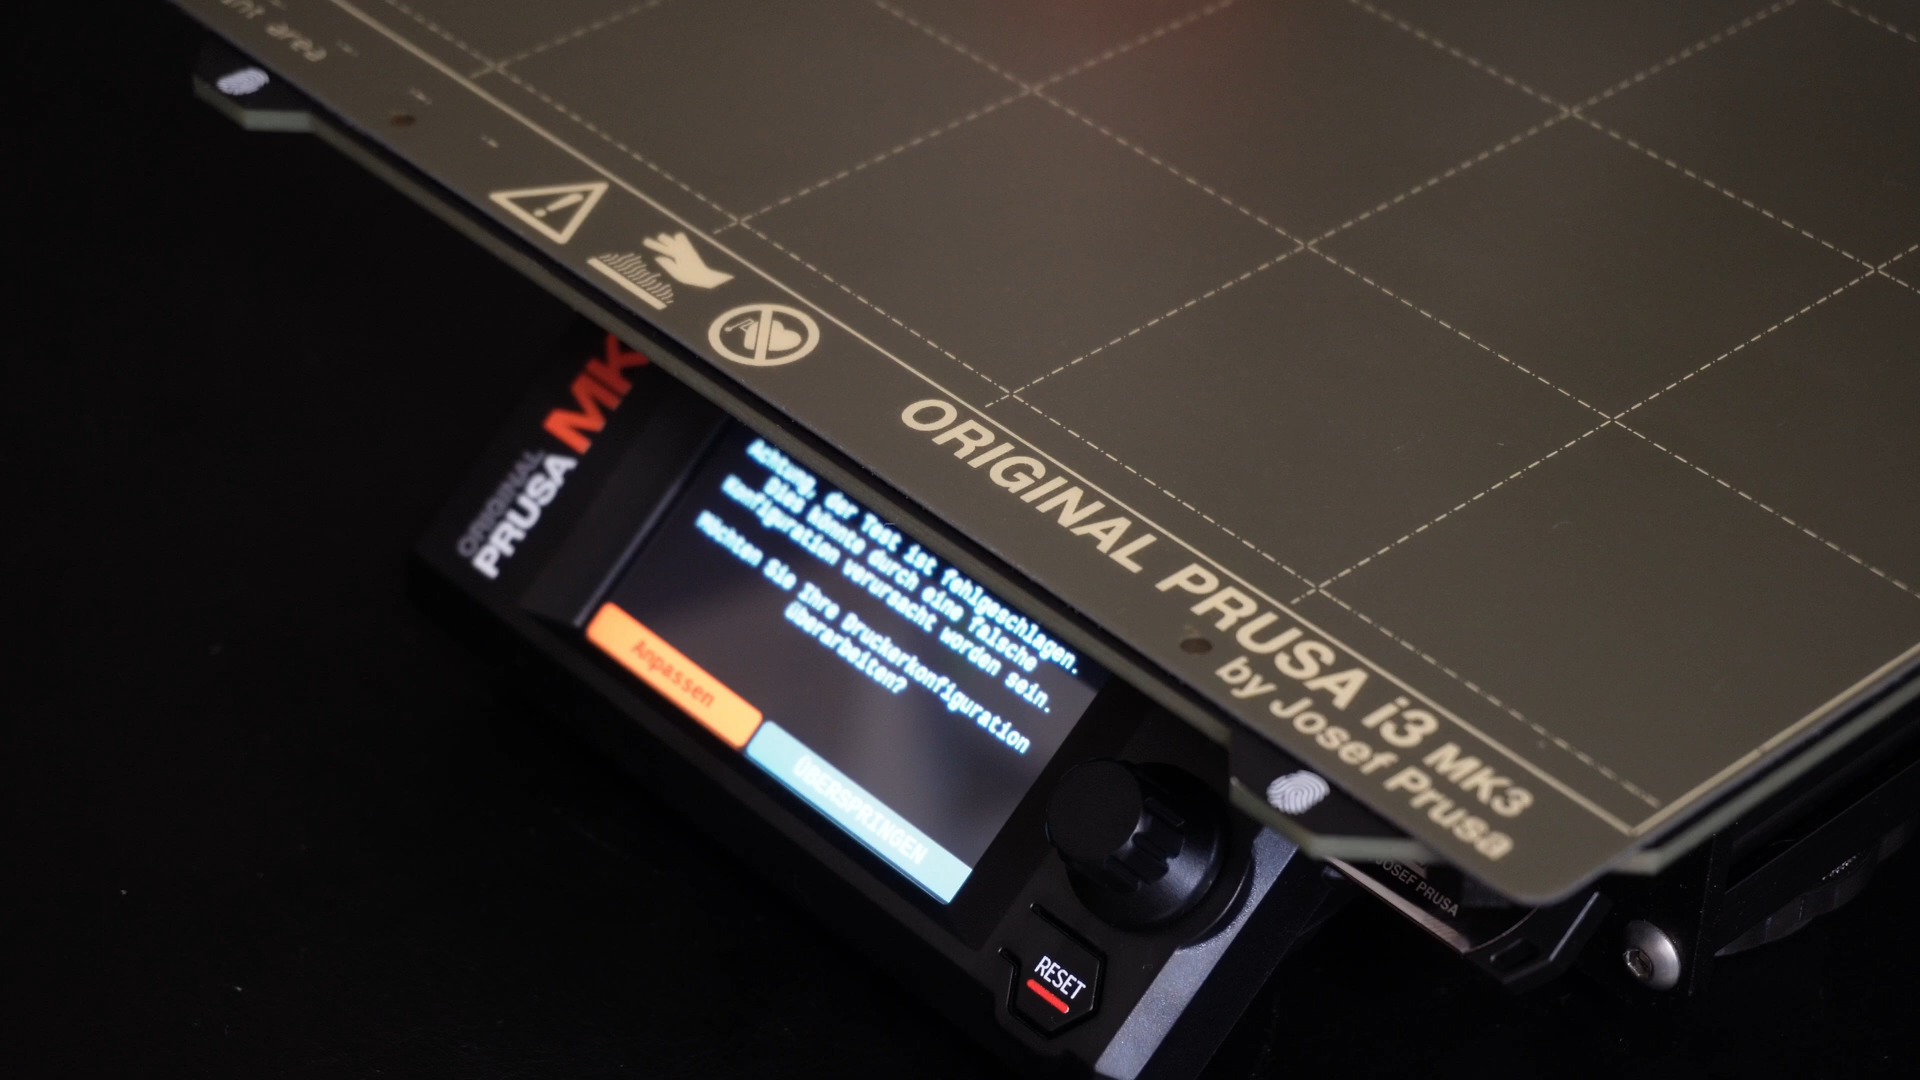 ORIGINAL PRUSA i3 MK3
by Josef Prusa
ORIGINAL
PRUSA MK
Achtung, der Test ist fehlgeschlagen.
Dies könnte durch eine falsche
Konfiguration verursacht worden sein.
Möchten Sie Ihre Druckerkonfiguration
überarbeiten?
Anpassen
ÜBERSPRINGEN
RESET
JOSEF PRUSA
area